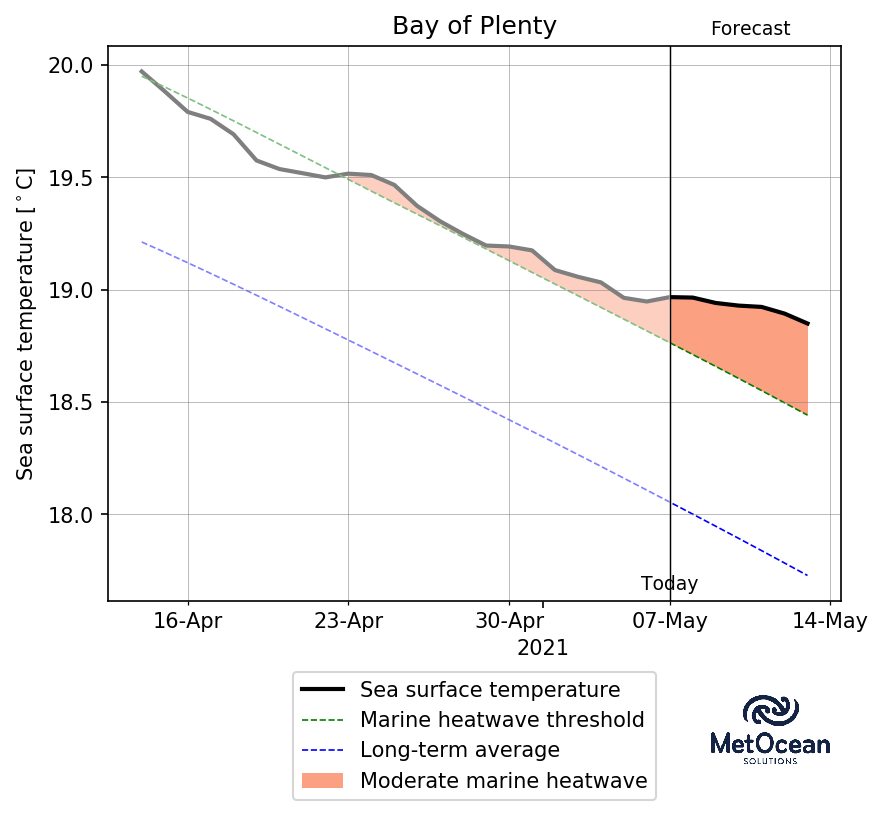 Bay of Plenty
Forecast
Sea surface temperature [°C]
20.0
19.5
19.0
18.5
18.0
Today
16-Apr
23-Apr
30-Apr
07-May
14-May
2021
Sea surface temperature
Marine heatwave threshold
Long-term average
Moderate marine heatwave
MetOcean
SOLUTIONS